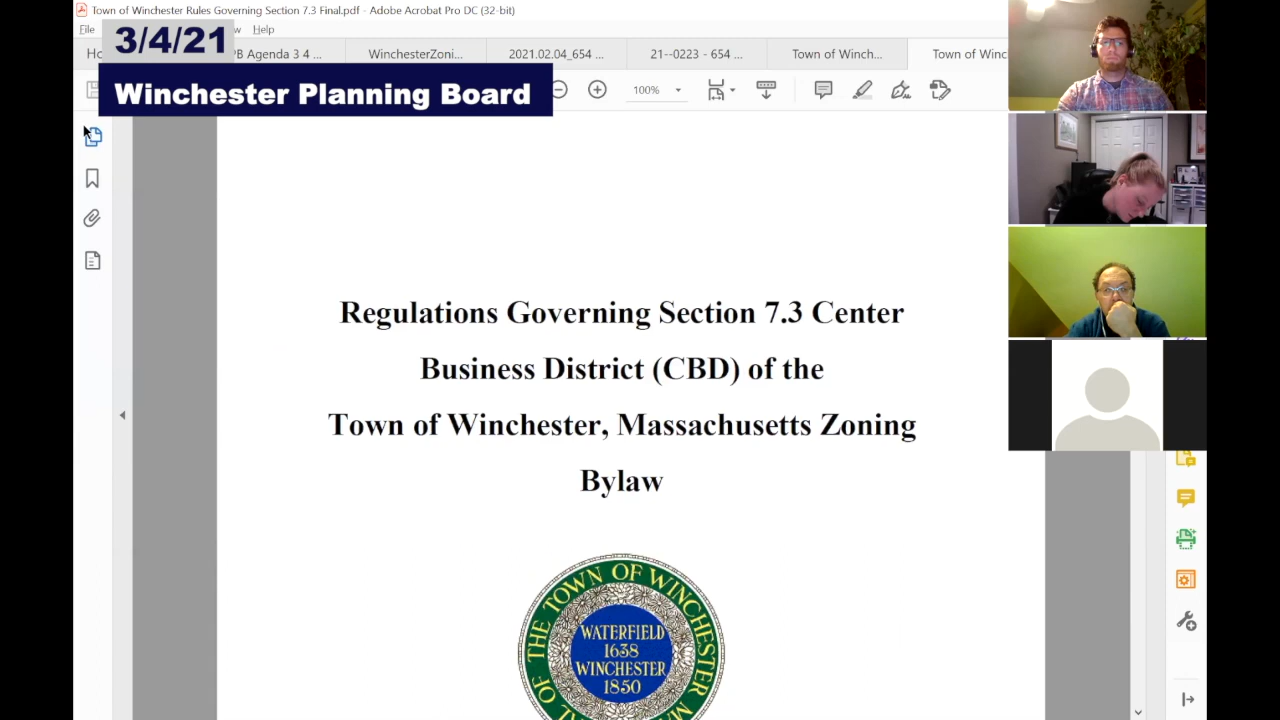 Town of Winchester Rules Governing Section 7.3 Final.pdf - Adobe Acrobat Pro DC (32-bit)
File
w Help
3/4/21
Winchester Planning Board
Ho
PB Agenda 3 4 ...
WinchesterZoni...
2021.02.04_654 ...
21--0223 - 654 ...
Town of Winch...
Town of Winc
100%
Regulations Governing Section 7.3 Center
Business District (CBD) of the
Town of Winchester, Massachusetts Zoning
Bylaw
THE TOWN OF WINCHESTER
WATERFIELD
1638
WINCHESTER
1850